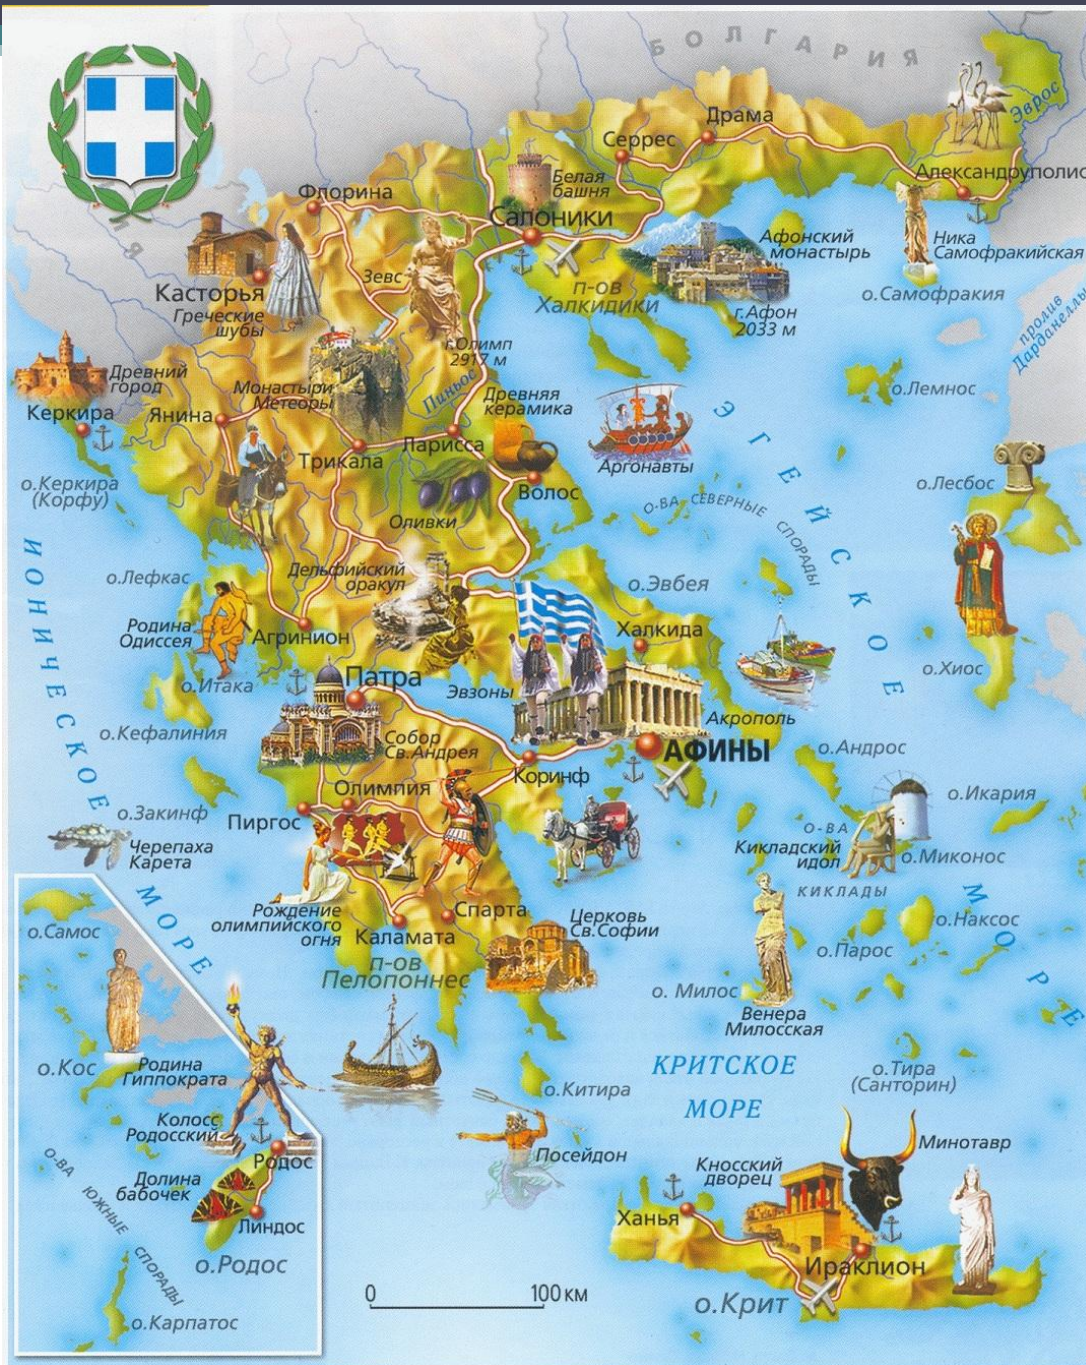 БОЛГАРИЯ
Эврос
Драма
Серрес
Александруполис
Белая
башня
Флорина
Салоники
Афонский
монастырь
Ника
Самофракийская
Зевс
п-ов
Халкидики
Касторья
Греческие
шубы
г.Афон
2033 м
о.Самофракия
пролив
Дарданеллы
г.Олимп
2917 м
Древний
город
Монастыри
Метеоры
Пиньос
Древняя
керамика
о.Лемнос
Керкира
Янина
Ларисса
Трикала
Аргонавты
ЭГЕЙСКОЕ
о.Керкира
(Корфу)
Волос
о.Лесбос
О-ВА СЕВЕРНЫЕ СПОРАДЫ
Оливки
ИОНИЧЕСКОЕ
о.Лефкас
Дельфийский
оракул
о.Эвбея
Родина
Одиссея
Агринион
Халкида
о.Хиос
о.Итака
Патра
Эвзоны
Акрополь
о.Кефалиния
Собор
Св.Андрея
АФИНЫ
о.Андрос
Коринф
Олимпия
о.Икария
о.Закинф
Пиргос
О-ВА
Кикладский
идол
о.Миконос
Черепаха
Карета
КИКЛАДЫ
МОРЕ
МОРЕ
Рождение
олимпийского
огня
Спарта
Каламата
Церковь
Св.Софии
о.Наксос
о.Парос
п-ов
Пелопоннес
о. Милос
Венера
Милосская
о.Самос
о.Кос
Родина
Гиппократа
КРИТСКОЕ
МОРЕ
о.Тира
(Санторин)
о.Китира
Колосс
Родосский
Посейдон
Минотавр
Кносский
дворец
Родос
Долина
бабочек
О-ВА ЮЖНЫЕ СПОРАДЫ
Линдос
Ханья
о.Родос
Ираклион
0 100 км
о.Крит
о.Карпатос